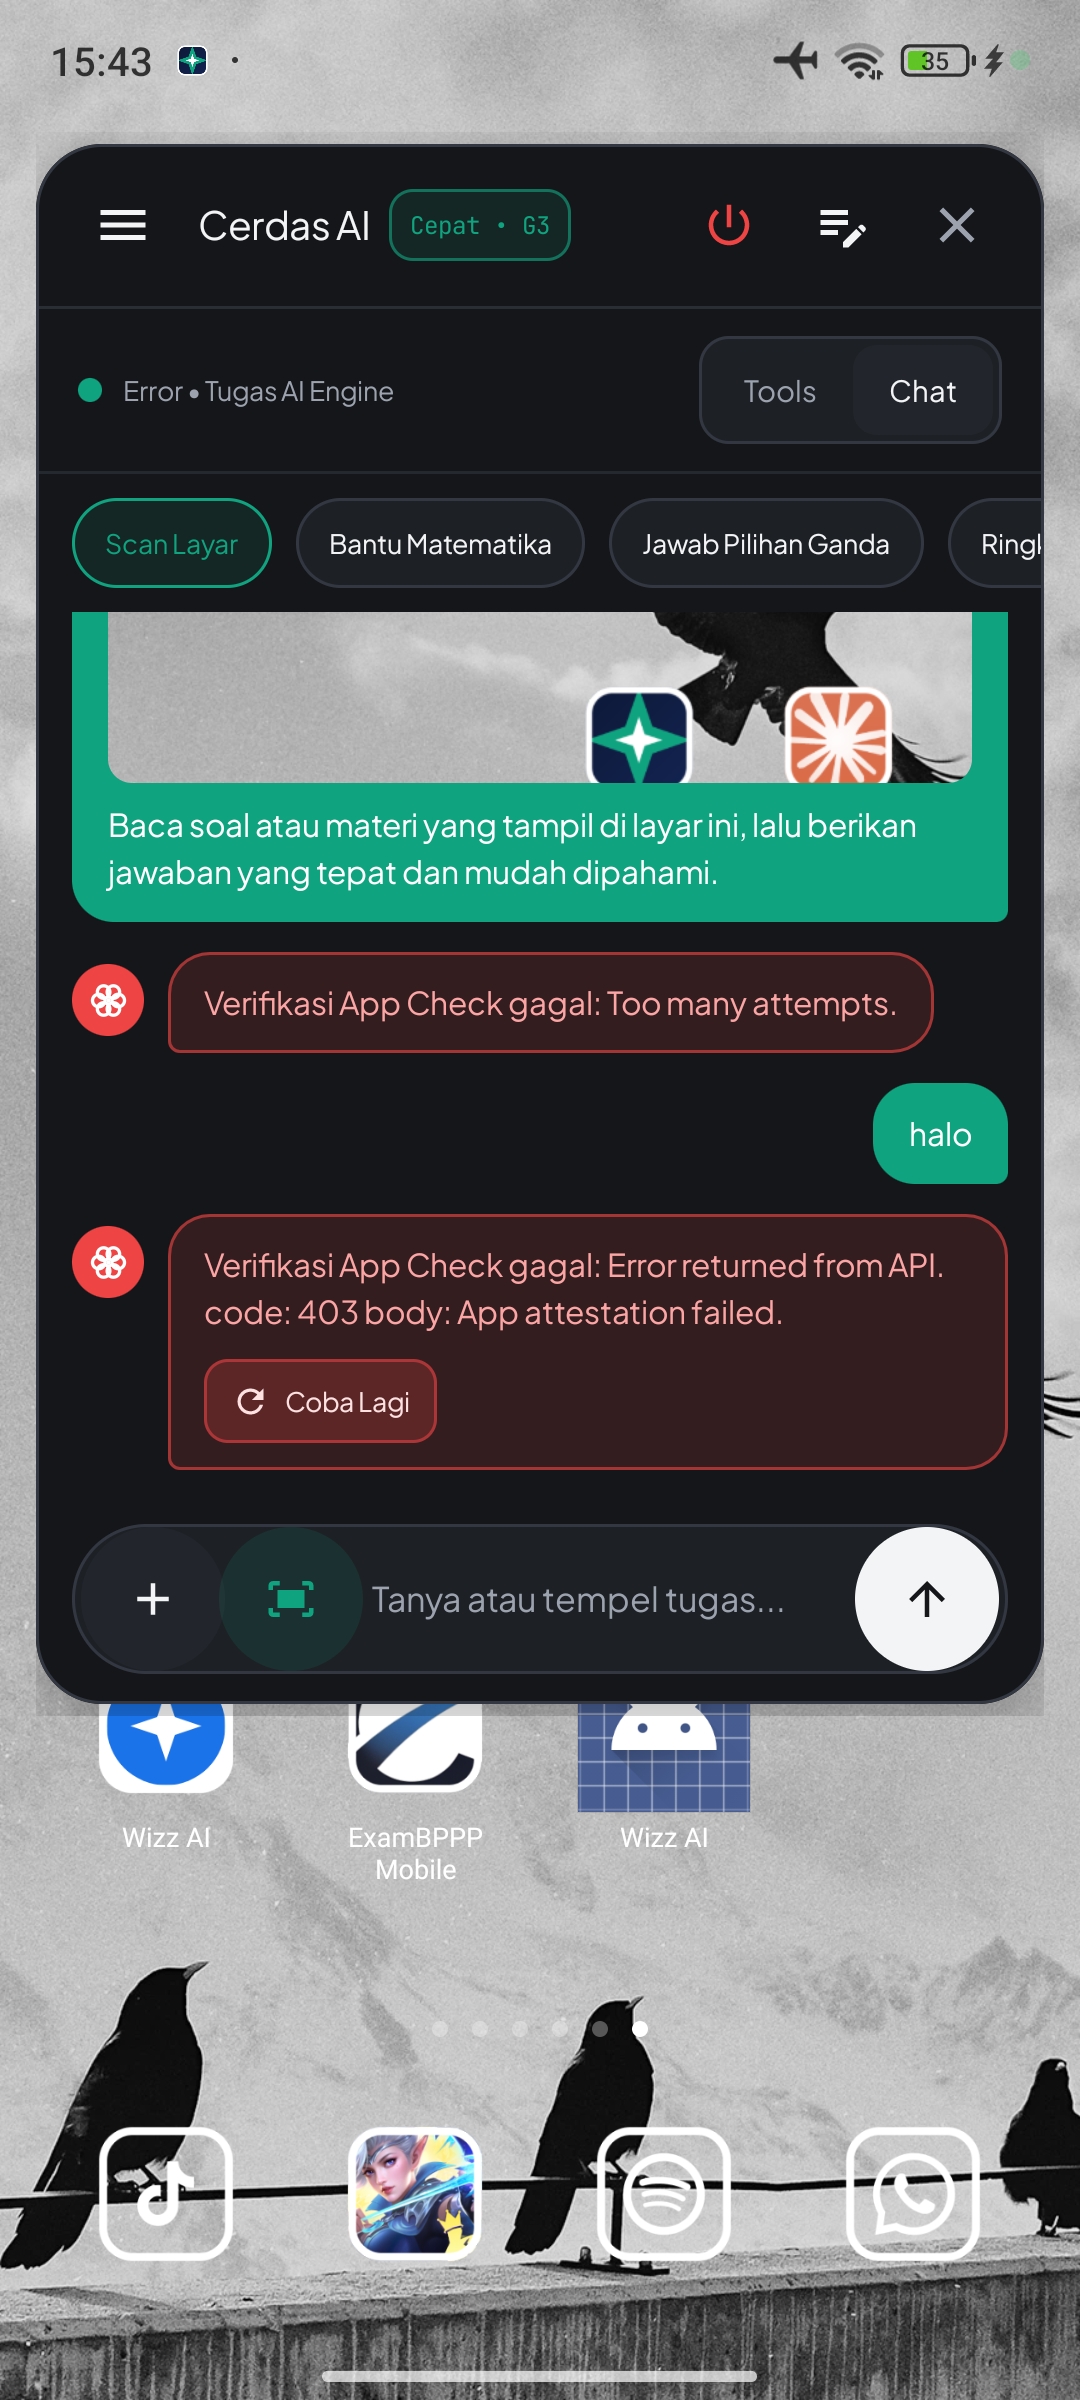 15:43
35
Cerdas AI
Cepat • G3
Error • Tugas AI Engine
Tools
Chat
Scan Layar
Bantu Matematika
Jawab Pilihan Ganda
Baca soal atau materi yang tampil di layar ini, lalu berikan
jawaban yang tepat dan mudah dipahami.
Verifikasi App Check gagal: Too many attempts.
halo
Verifikasi App Check gagal: Error returned from API.
code: 403 body: App attestation failed.
Coba Lagi
Tanya atau tempel tugas...
Wizz AI
ExamBPPP
Mobile
Wizz AI